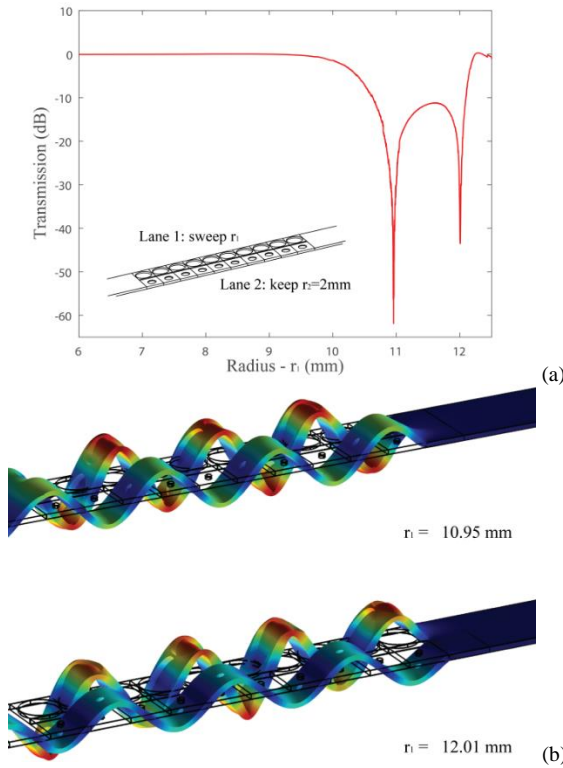 10
0
-10
-20
-30
-40
-50
-60
Transmission (dB)
Lane 1: sweep r₁
Lane 2: keep r₂=2mm
6 7 8 9 10 11 12
Radius - r₁ (mm)
(a)
r₁ = 10.95 mm
r₁ = 12.01 mm
(b)